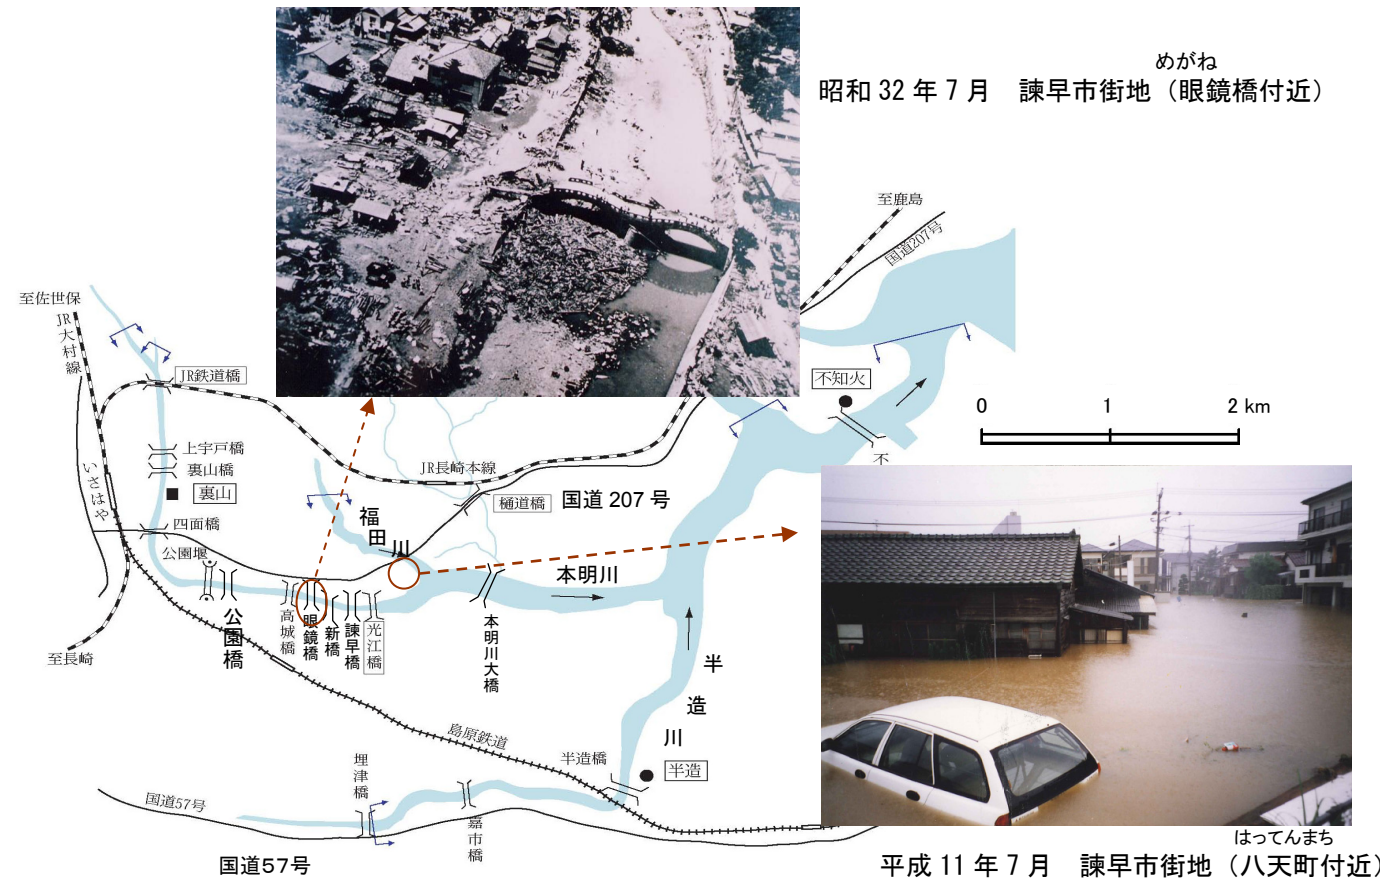 めがね
昭和 32 年 7 月　諫早市街地（眼鏡橋付近）
至鹿島
国道207号
至佐世保
JR大村線
JR鉄道橋
不知火
0 1 2 km
上宇戸橋
裏山橋
裏山
いさはや
JR長崎本線
樋道橋
国道 207 号
福田川
四面橋
公園堰
不
本明川
公園橋
高城橋
眼鏡橋
新橋
諫早橋
光江橋
本明川大橋
至長崎
半造川
島原鉄道
半造橋
半造
埋津橋
国道57号
嘉市橋
国道57号
はってんまち
平成 11 年 7 月　諫早市街地（八天町付近）